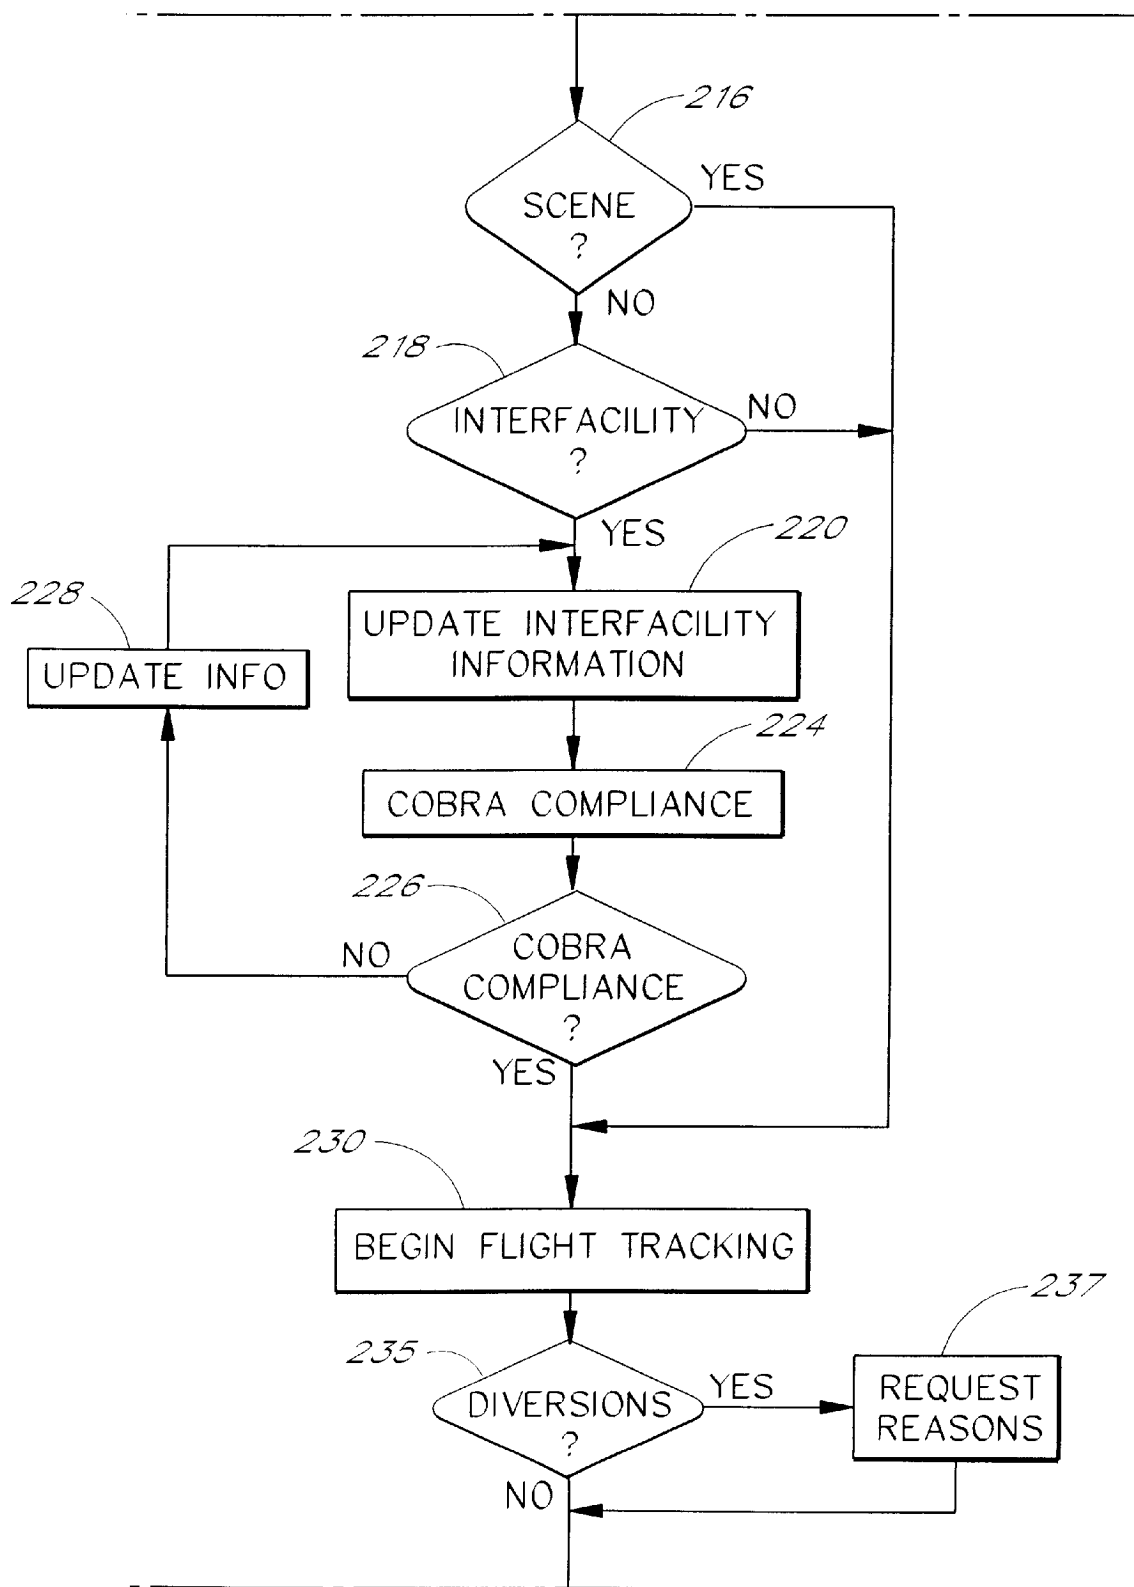 216
YES
SCENE
?
NO
218
INTERFACILITY
?
NO
YES
220
228
UPDATE INTERFACILITY
INFORMATION
UPDATE INFO
224
COBRA COMPLIANCE
226
NO
COBRA
COMPLIANCE
?
YES
230
BEGIN FLIGHT TRACKING
237
235
DIVERSIONS
?
YES
REQUEST
REASONS
NO